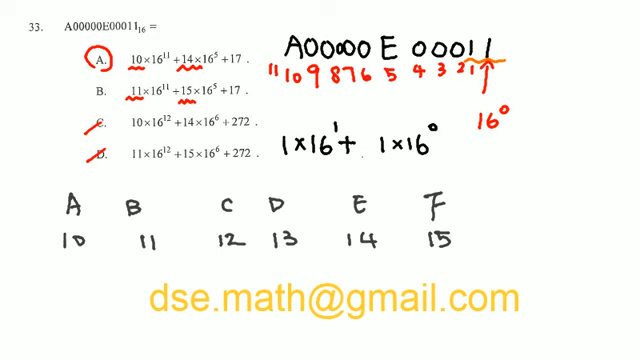 33. A00000E00011₁₆ =
A. 10×16¹¹ +14×16⁵ +17 .
B. 11×16¹¹ +15×16⁵ +17 .
C. 10×16¹² +14×16⁶ +272 .
D. 11×16¹² +15×16⁶ +272 .
A00000 E 00011
11 10 9 8 7 6 5 4 3 2 1
16⁰
1×16¹ + 1×16⁰
A B C D E F
10 11 12 13 14 15
dse.math@gmail.com